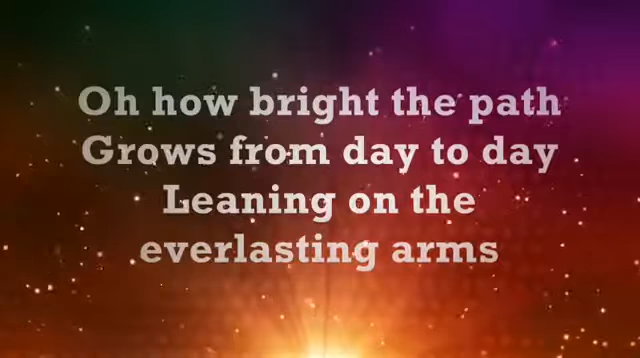 Oh how bright the path
Grows from day to day
Leaning on the
everlasting arms